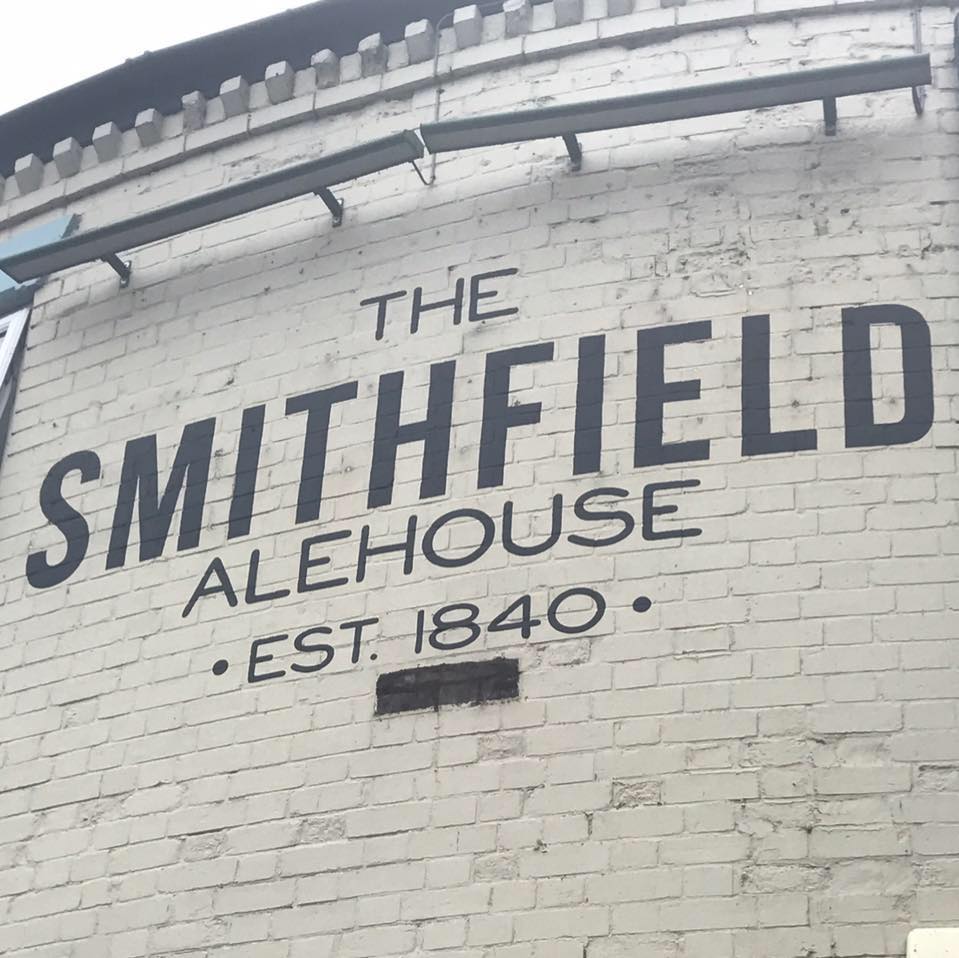 THE
SMITHFIELD
ALEHOUSE
• EST. 1840 •